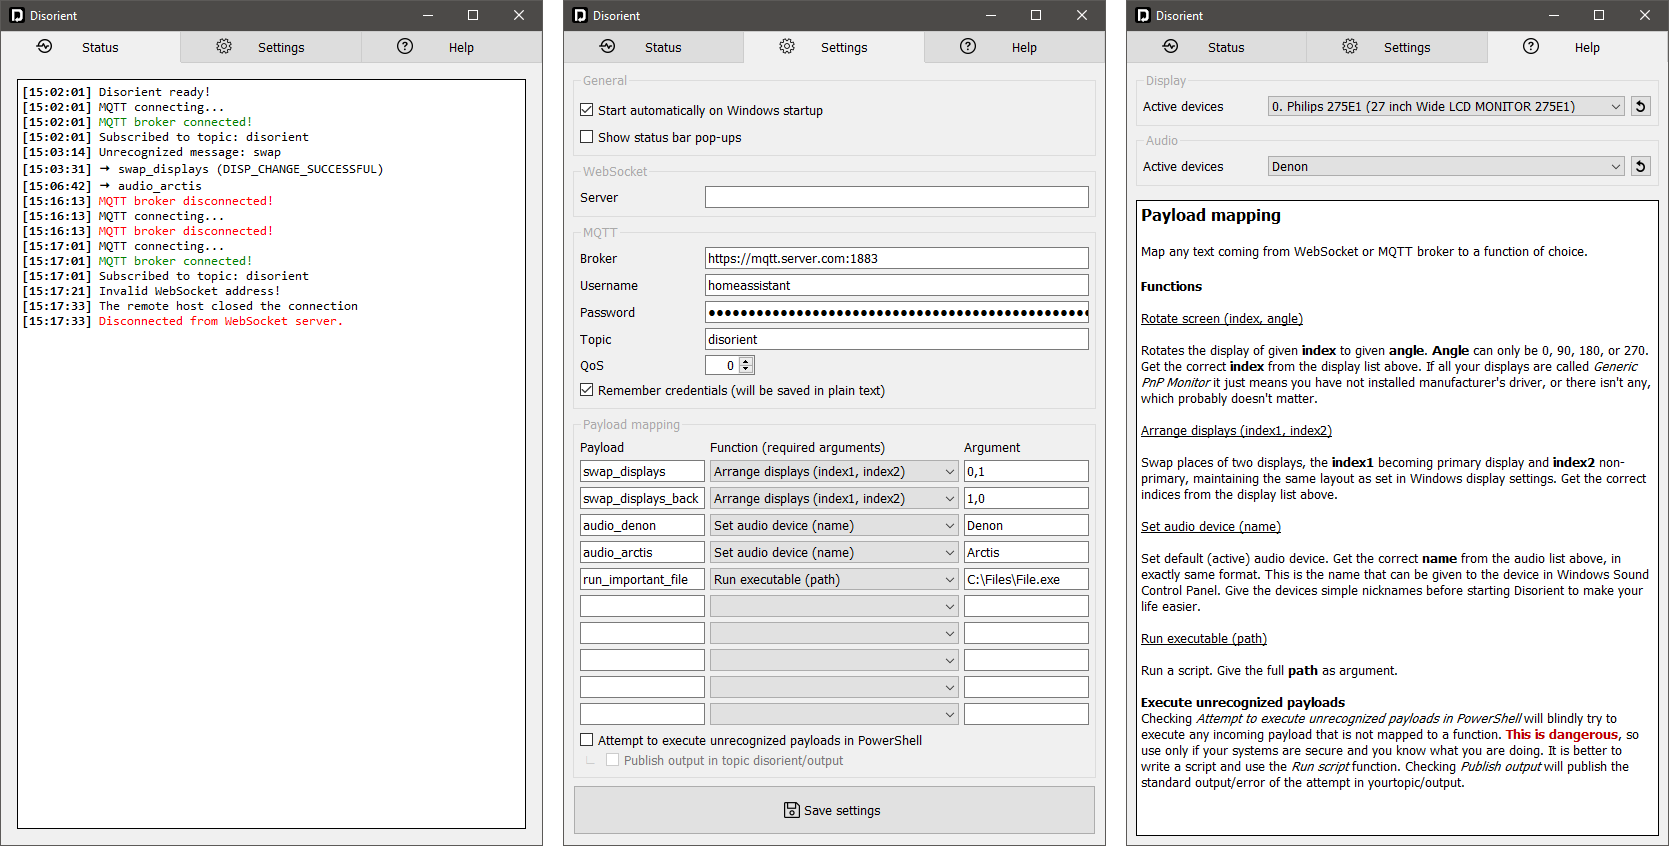 Disorient
Status Settings Help
[15:02:01] Disorient ready!
[15:02:01] MQTT connecting...
[15:02:01] MQTT broker connected!
[15:02:01] Subscribed to topic: disorient
[15:03:14] Unrecognized message: swap
[15:03:31] → swap_displays (DISP_CHANGE_SUCCESSFUL)
[15:06:42] → audio_arctis
[15:16:13] MQTT broker disconnected!
[15:16:13] MQTT connecting...
[15:16:13] MQTT broker disconnected!
[15:17:01] MQTT connecting...
[15:17:01] MQTT broker connected!
[15:17:01] Subscribed to topic: disorient
[15:17:21] Invalid WebSocket address!
[15:17:33] The remote host closed the connection
[15:17:33] Disconnected from WebSocket server.
Disorient
Status Settings Help
General
Start automatically on Windows startup
Show status bar pop-ups
WebSocket
Server
MQTT
Broker https://mqtt.server.com:1883
Username homeassistant
Password
Topic disorient
QoS 0
Remember credentials (will be saved in plain text)
Payload mapping
Payload Function (required arguments) Argument
swap_displays Arrange displays (index1, index2) 0,1
swap_displays_back Arrange displays (index1, index2) 1,0
audio_denon Set audio device (name) Denon
audio_arctis Set audio device (name) Arctis
run_important_file Run executable (path) C:\Files\File.exe
Attempt to execute unrecognized payloads in PowerShell
Publish output in topic disorient/output
Save settings
Disorient
Status Settings Help
Display
Active devices 0. Philips 275E1 (27 inch Wide LCD MONITOR 275E1)
Audio
Active devices Denon
Payload mapping
Map any text coming from WebSocket or MQTT broker to a function of choice.
Functions
Rotate screen (index, angle)
Rotates the display of given index to given angle. Angle can only be 0, 90, 180, or 270.
Get the correct index from the display list above. If all your displays are called Generic
PnP Monitor it just means you have not installed manufacturer's driver, or there isn't any,
which probably doesn't matter.
Arrange displays (index1, index2)
Swap places of two displays, the index1 becoming primary display and index2 non-
primary, maintaining the same layout as set in Windows display settings. Get the correct
indices from the display list above.
Set audio device (name)
Set default (active) audio device. Get the correct name from the audio list above, in
exactly same format. This is the name that can be given to the device in Windows Sound
Control Panel. Give the devices simple nicknames before starting Disorient to make your
life easier.
Run executable (path)
Run a script. Give the full path as argument.
Execute unrecognized payloads
Checking Attempt to execute unrecognized payloads in PowerShell will blindly try to
execute any incoming payload that is not mapped to a function. This is dangerous, so
use only if your systems are secure and you know what you are doing. It is better to
write a script and use the Run script function. Checking Publish output will publish the
standard output/error of the attempt in yourtopic/output.